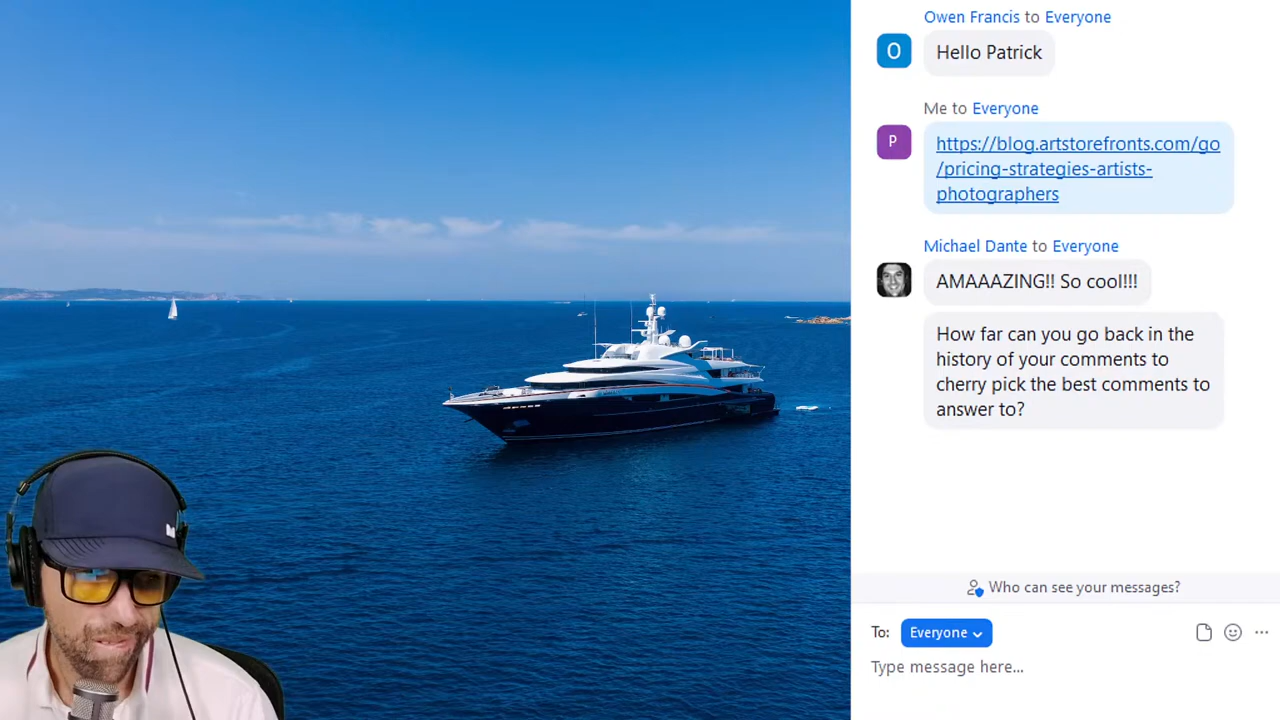 Owen Francis to Everyone
O
Hello Patrick
Me to Everyone
P
https://blog.artstorefronts.com/go
/pricing-strategies-artists-
photographers
Michael Dante to Everyone
AMAAAZING!! So cool!!!
How far can you go back in the
history of your comments to
cherry pick the best comments to
answer to?
Who can see your messages?
To: Everyone
Type message here...